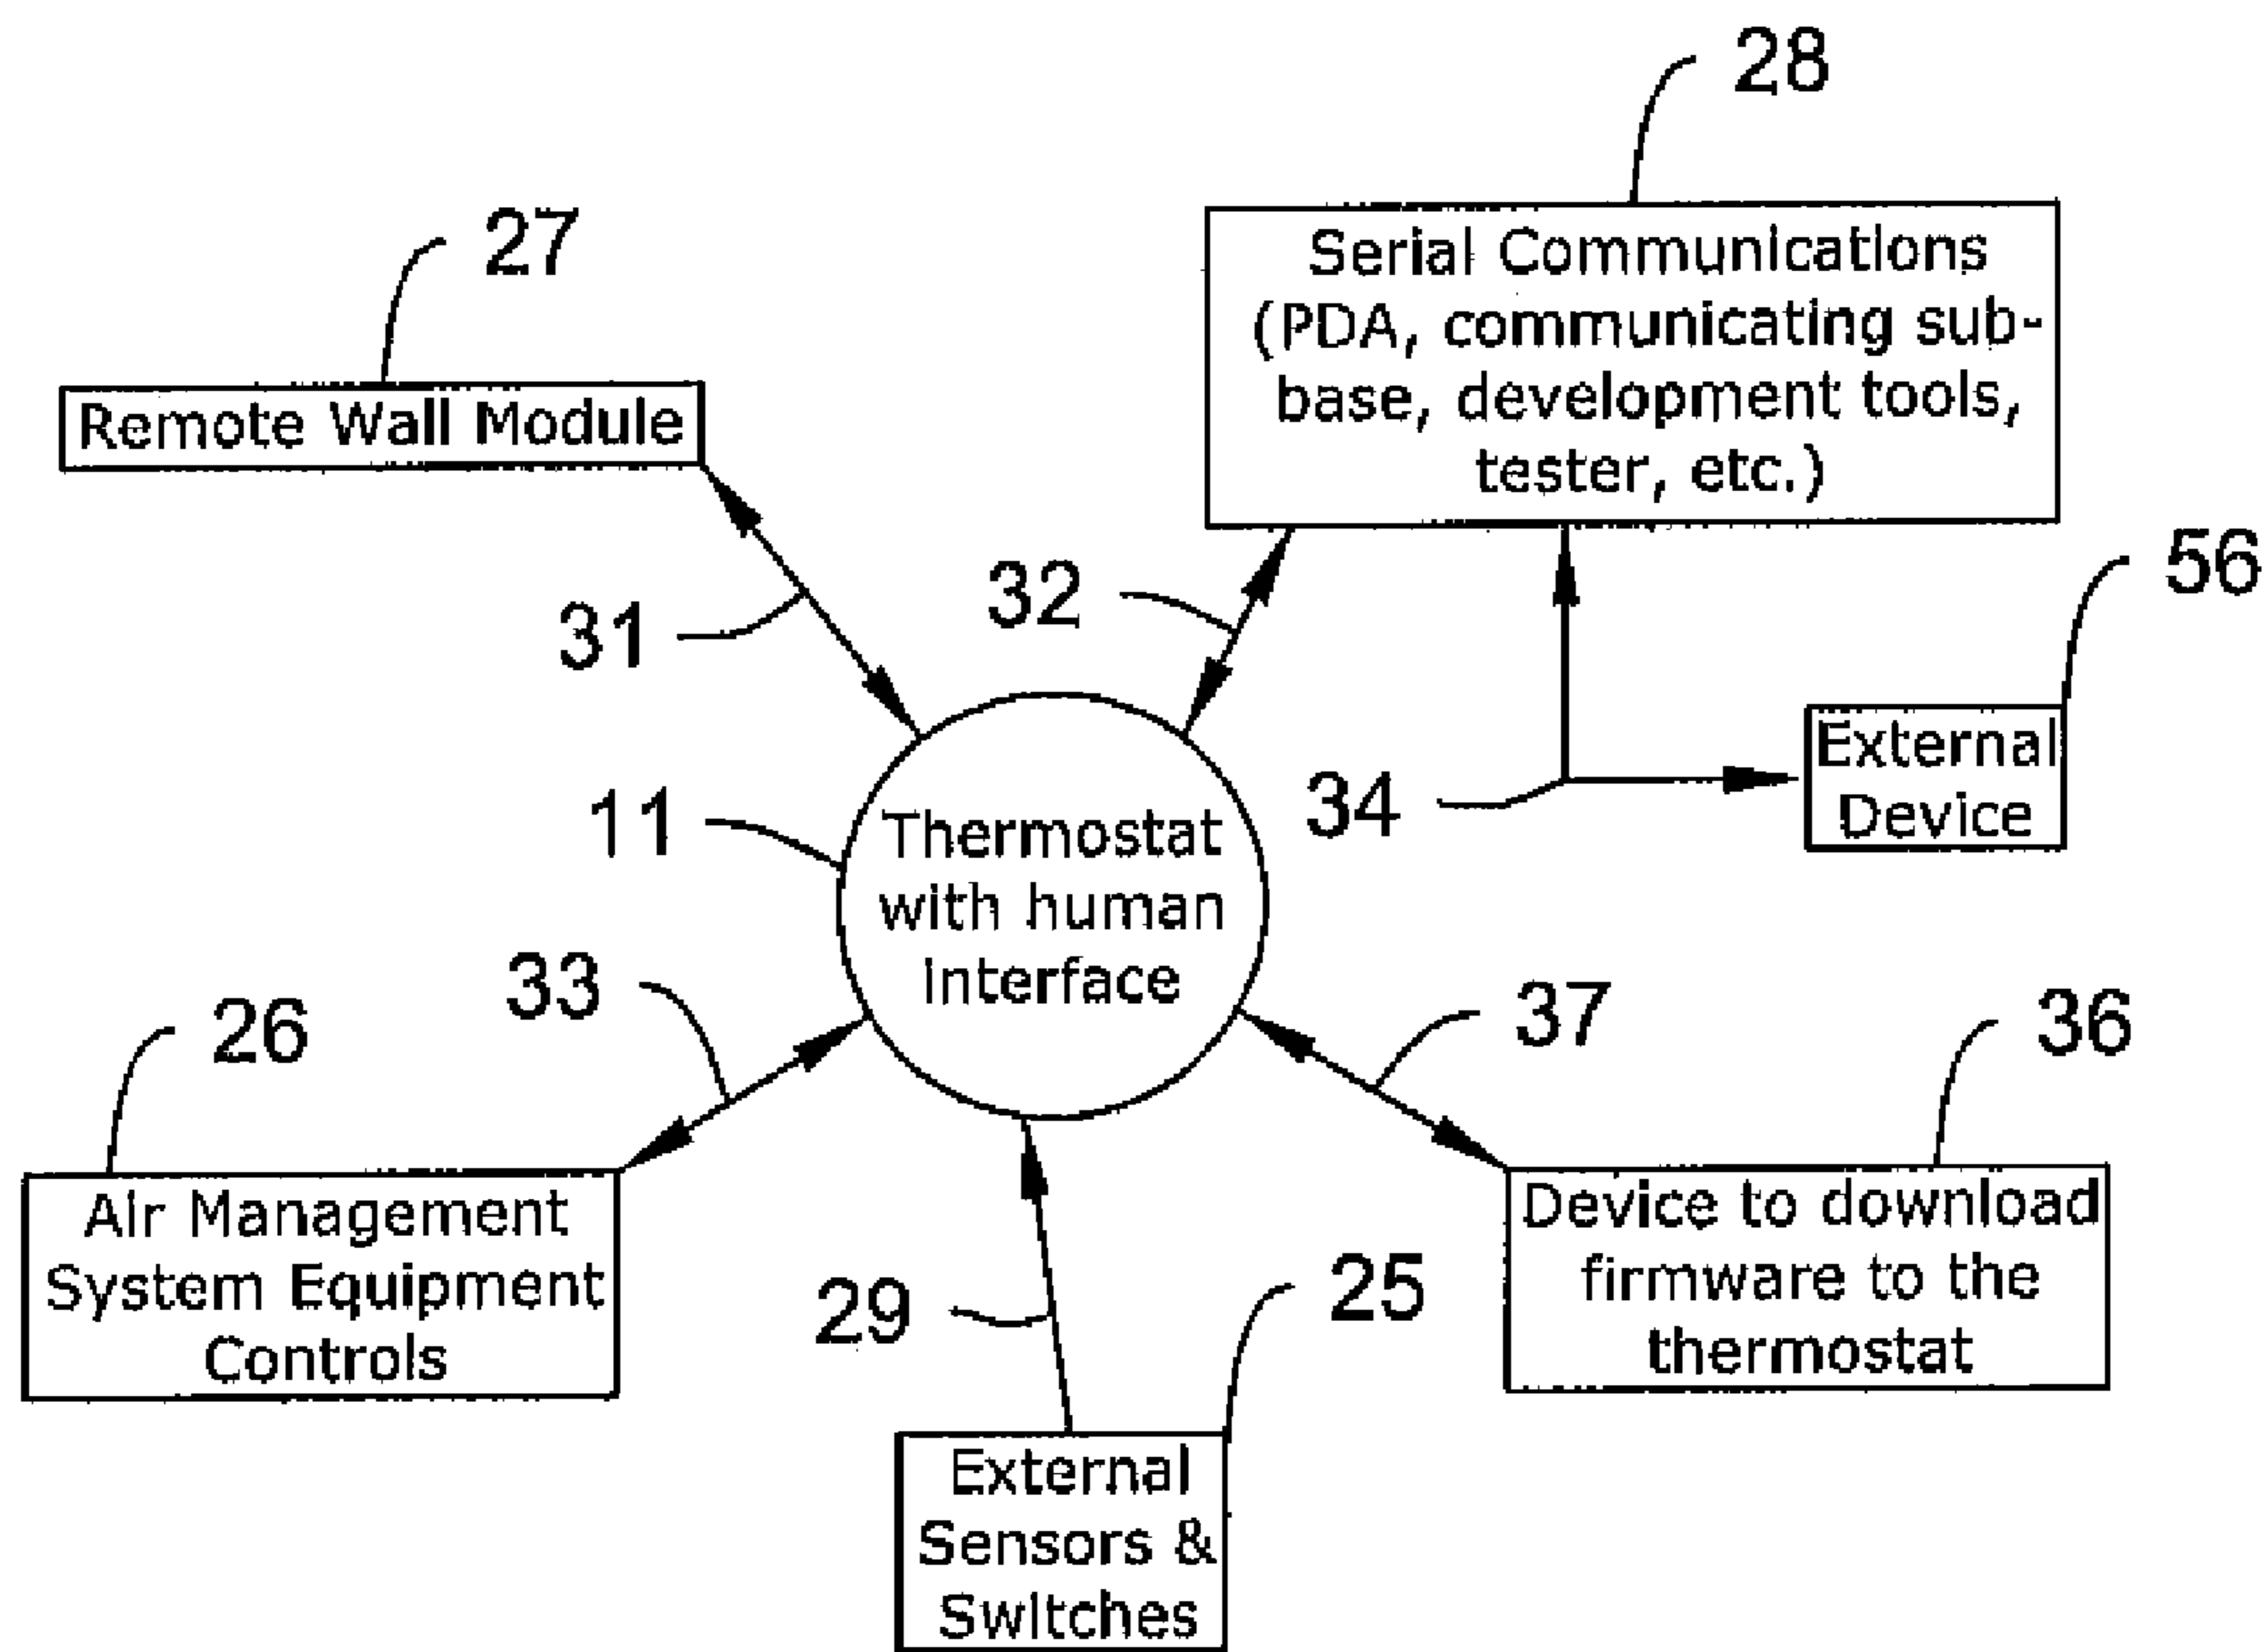 28
27
Serial Communications
(PDA, communicating sub-
base, development tools,
tester, etc.)
Remote Wall Module
56
32
31
External
Device
34
11
Thermostat
with human
interface
33
37
36
26
Air Management
System Equipment
Controls
Device to download
firmware to the
thermostat
29
25
External
Sensors &
Switches